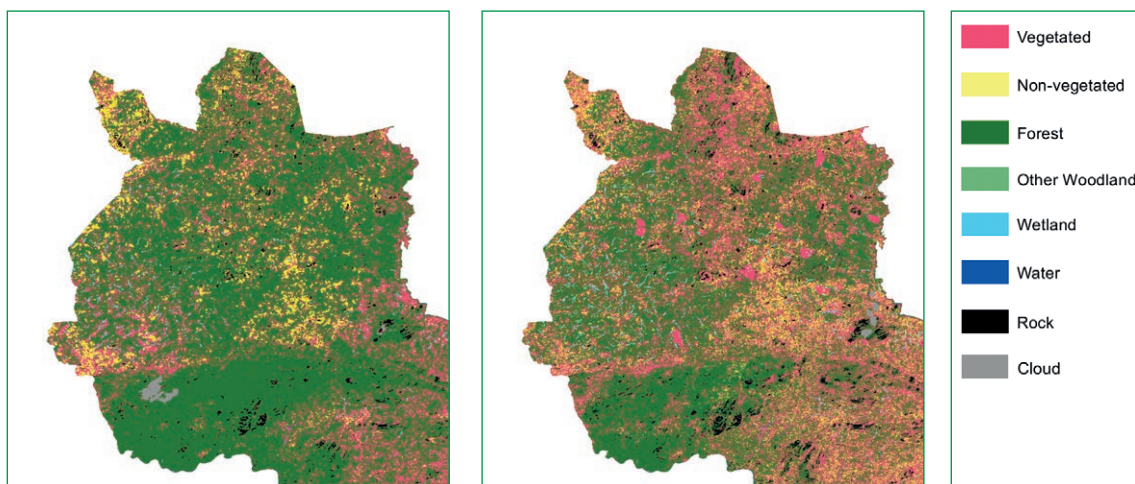 Vegetated
Non-vegetated
Forest
Other Woodland
Wetland
Water
Rock
Cloud